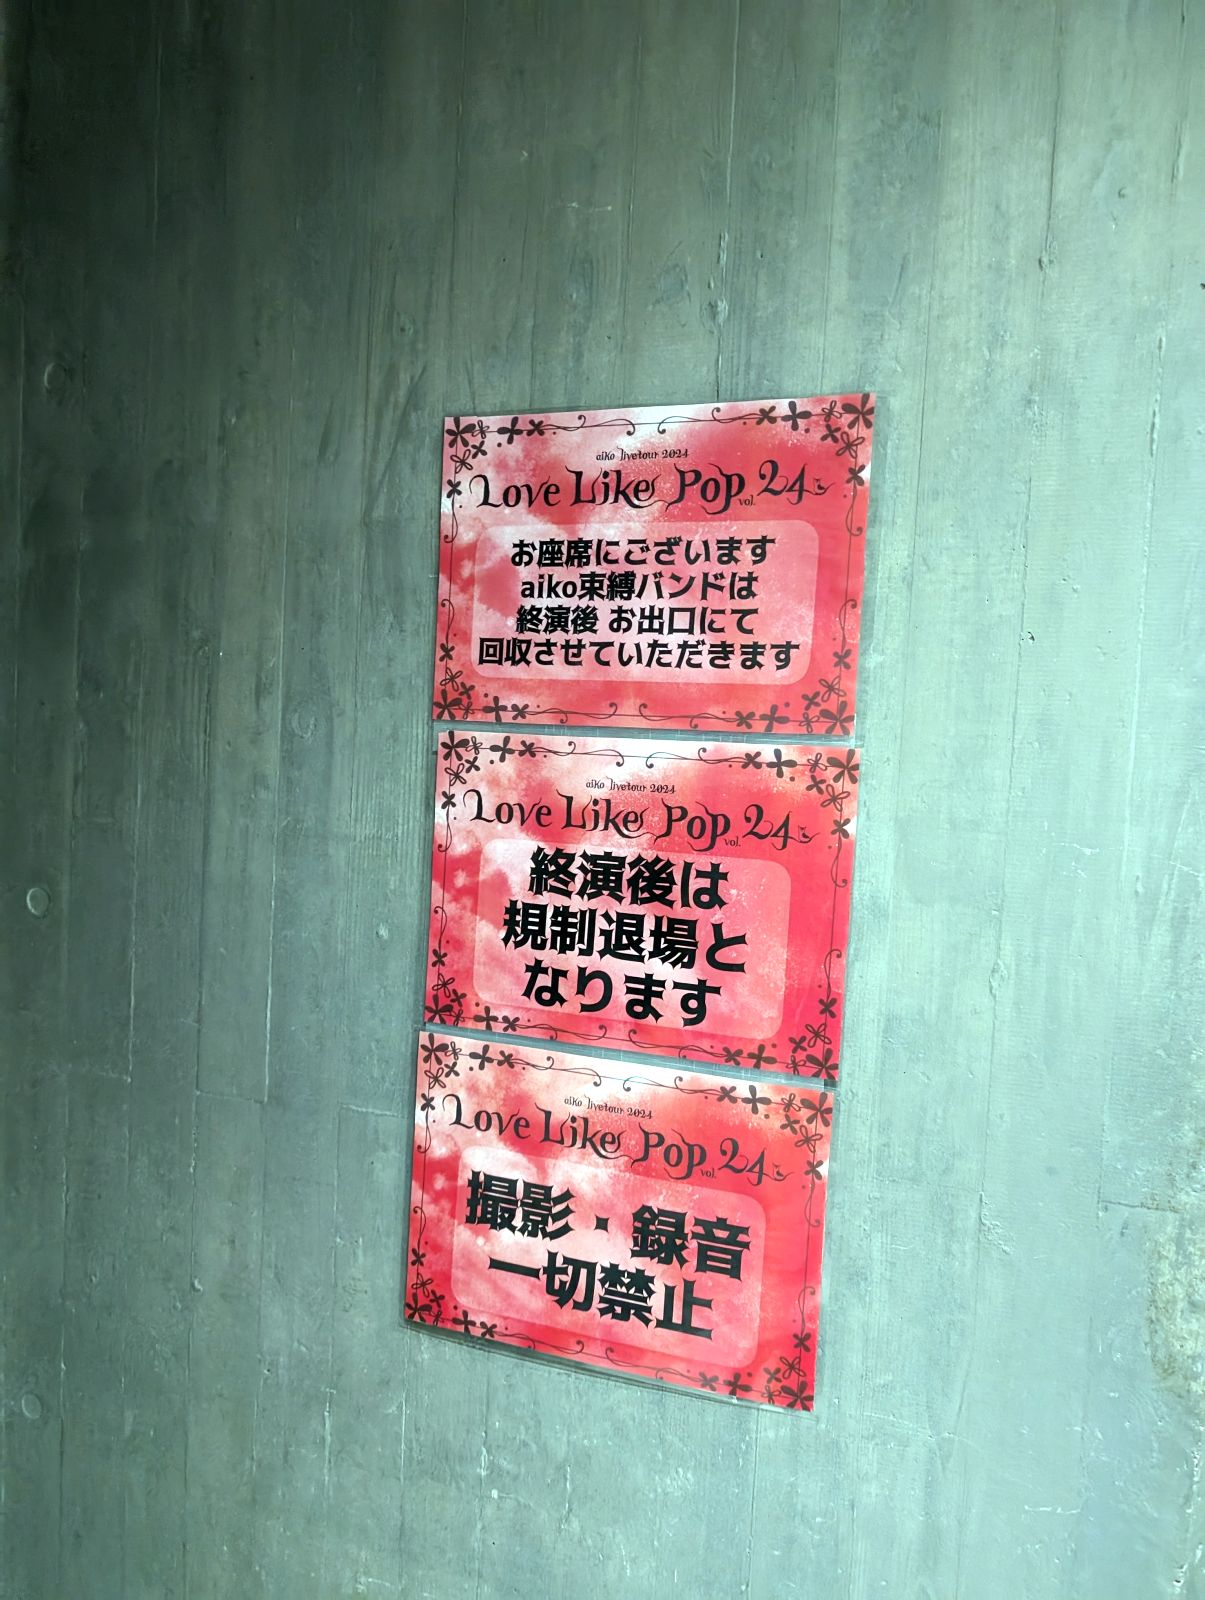 aiko livetour 2024
Love Like Pop vol.24
お座席にございます
aiko束縛バンドは
終演後 お出口にて
回収させていただきます
aiko livetour 2024
Love Like Pop vol.24
終演後は
規制退場と
なります
aiko livetour 2024
Love Like Pop vol.24
撮影・録音
一切禁止